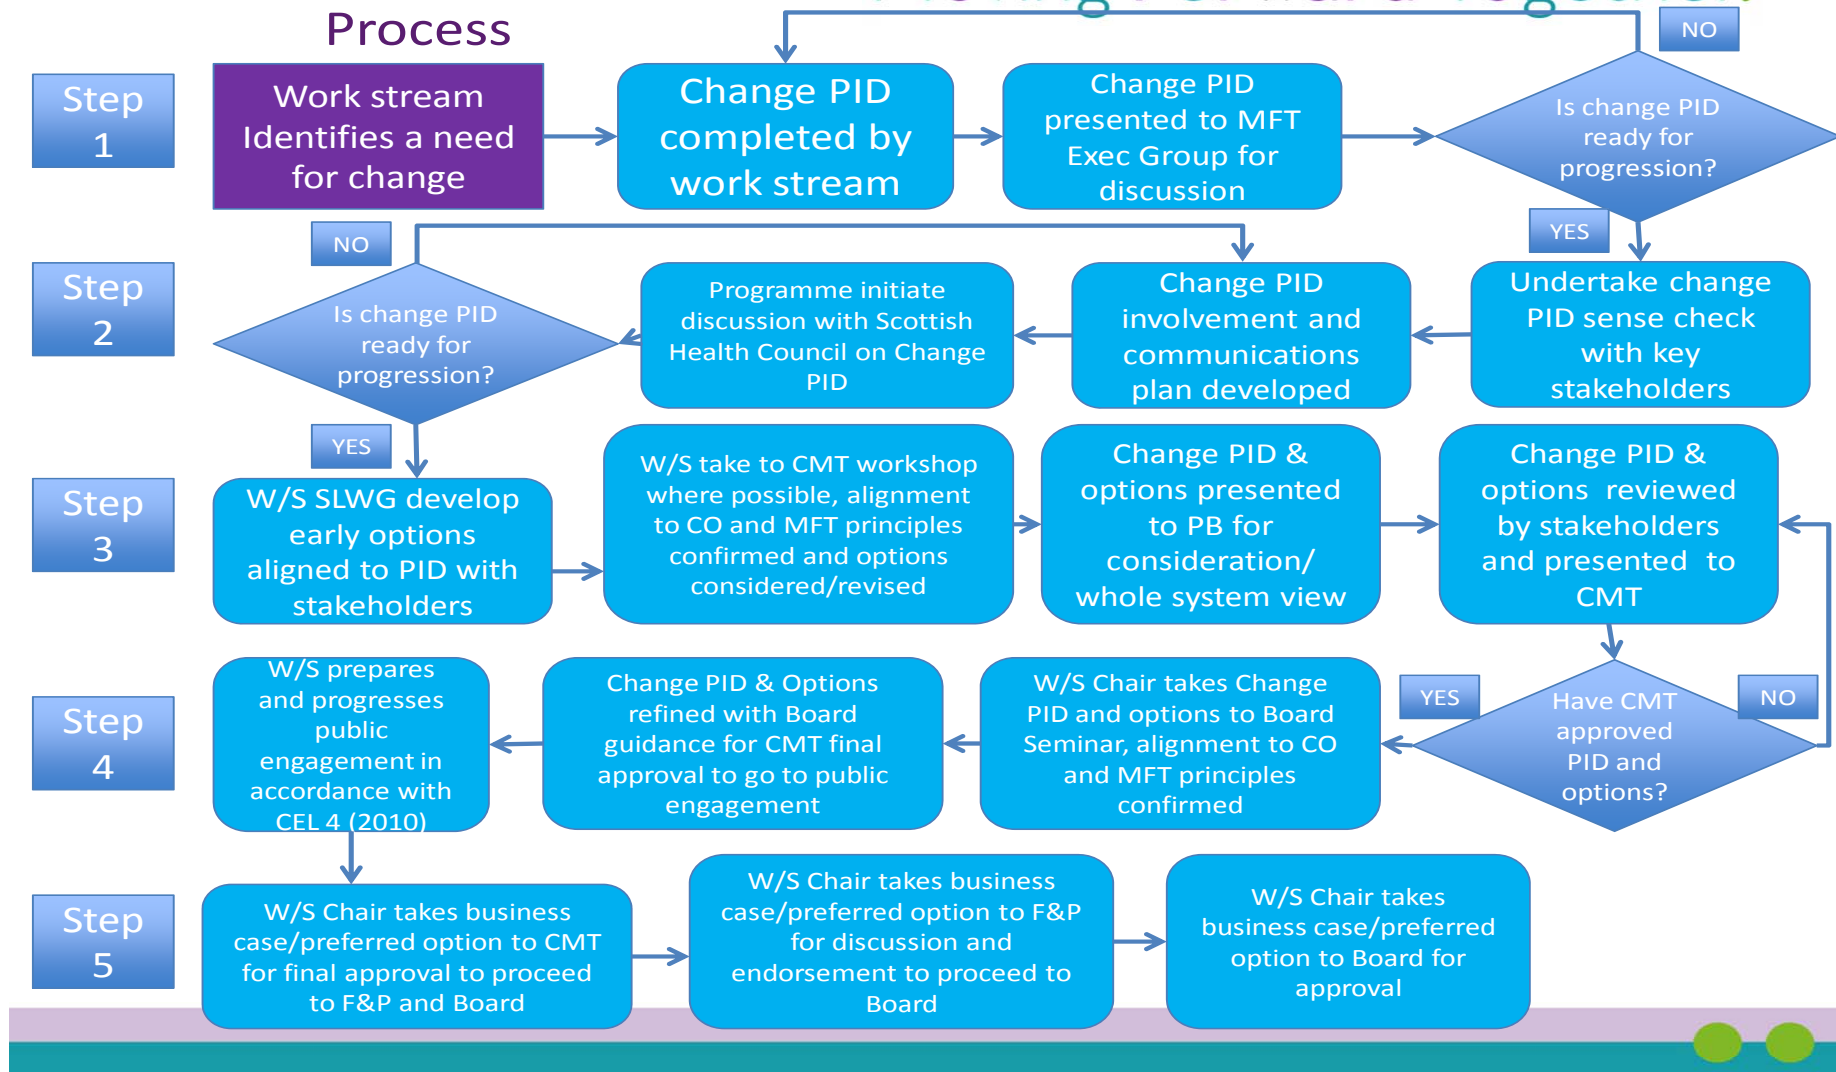 Process
NO
Step
1
Work stream
Identifies a need
for change
Change PID
completed by
work stream
Change PID
presented to MFT
Exec Group for
discussion
Is change PID
ready for
progression?
NO
YES
Step
2
Is change PID
ready for
progression?
Programme initiate
discussion with Scottish
Health Council on Change
PID
Change PID
involvement and
communications
plan developed
Undertake change
PID sense check
with key
stakeholders
YES
Step
3
W/S SLWG develop
early options
aligned to PID with
stakeholders
W/S take to CMT workshop
where possible, alignment
to CO and MFT principles
confirmed and options
considered/revised
Change PID &
options presented
to PB for
consideration/
whole system view
Change PID &
options reviewed
by stakeholders
and presented to
CMT
Step
4
W/S prepares
and progresses
public
engagement in
accordance with
CEL 4 (2010)
Change PID & Options
refined with Board
guidance for CMT final
approval to go to public
engagement
W/S Chair takes Change
PID and options to Board
Seminar, alignment to CO
and MFT principles
confirmed
YES
Have CMT
approved
PID and
options?
NO
Step
5
W/S Chair takes business
case/preferred option to CMT
for final approval to proceed
to F&P and Board
W/S Chair takes business
case/preferred option to F&P
for discussion and
endorsement to proceed to
Board
W/S Chair takes
business case/preferred
option to Board for
approval